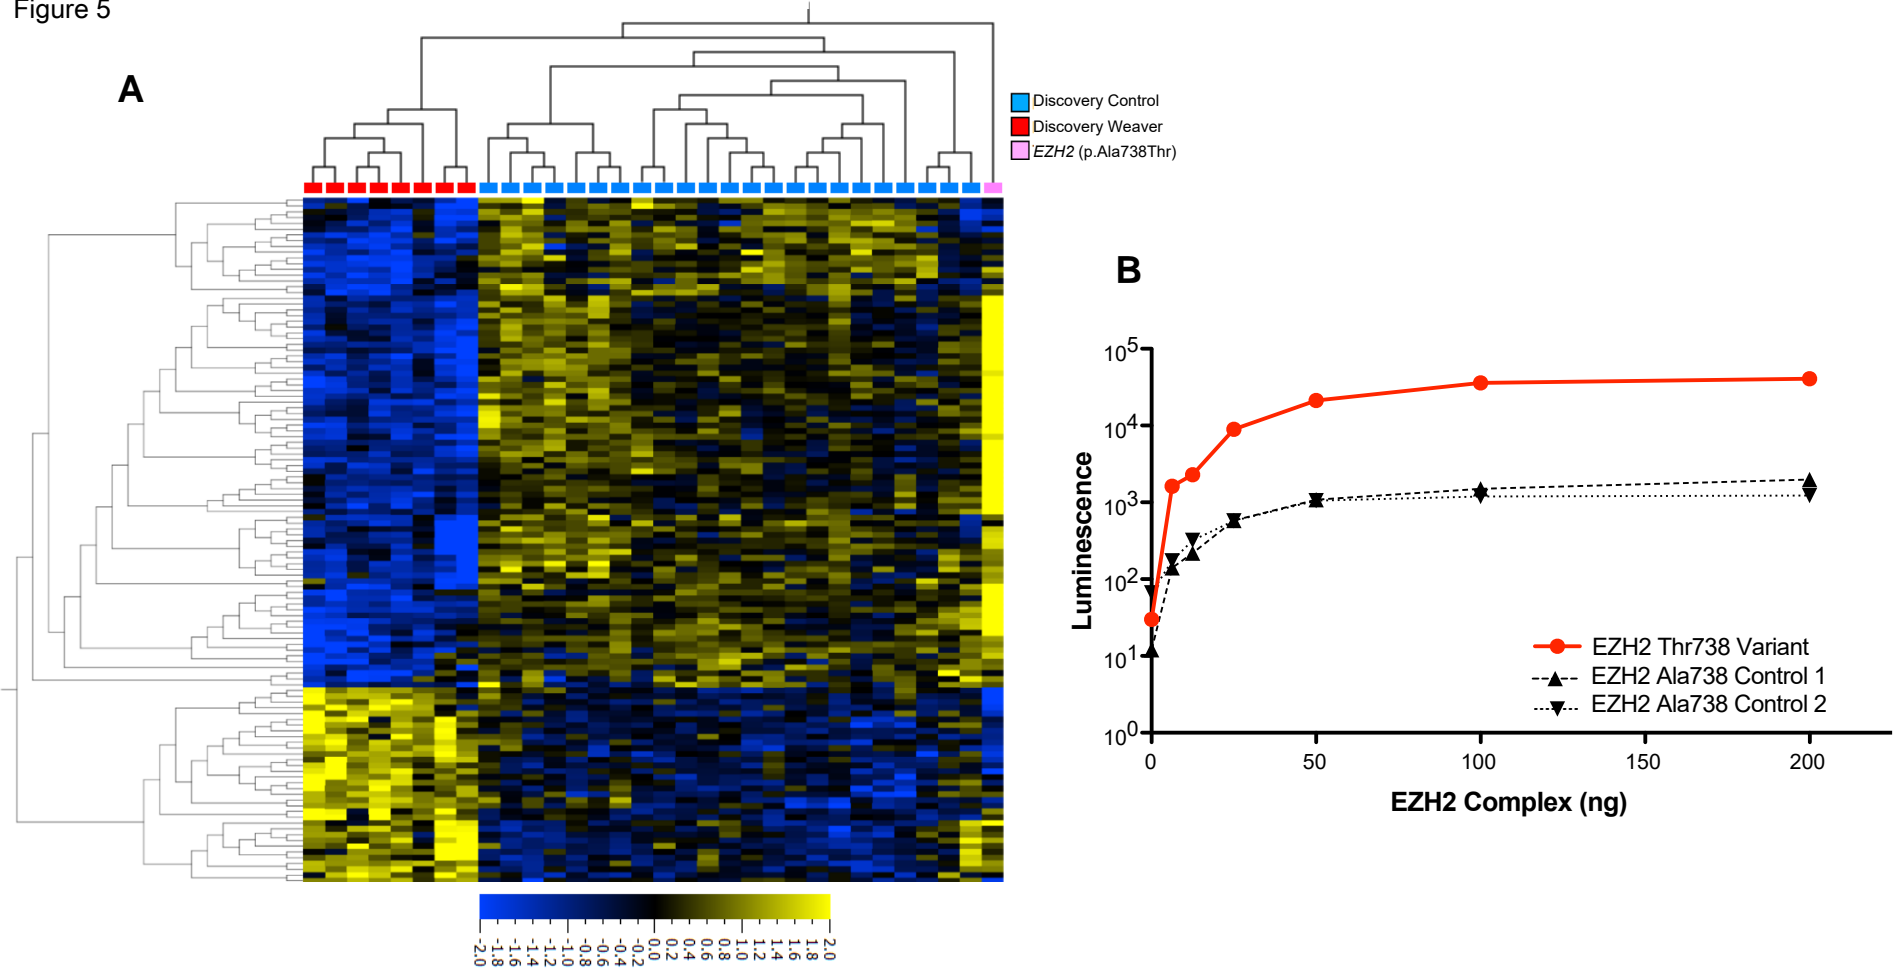 Figure 5
A
Discovery Control
Discovery Weaver
EZH2 (p.Ala738Thr)
-2.0 -1.8 -1.6 -1.4 -1.2 -1.0 -0.8 -0.6 -0.4 -0.2 0.0 0.2 0.4 0.6 0.8 1.0 1.2 1.4 1.6 1.8 2.0
B
10^5
10^4
10^3
10^2
10^1
10^0
Luminescence
EZH2 Thr738 Variant
EZH2 Ala738 Control 1
EZH2 Ala738 Control 2
0 50 100 150 200
EZH2 Complex (ng)